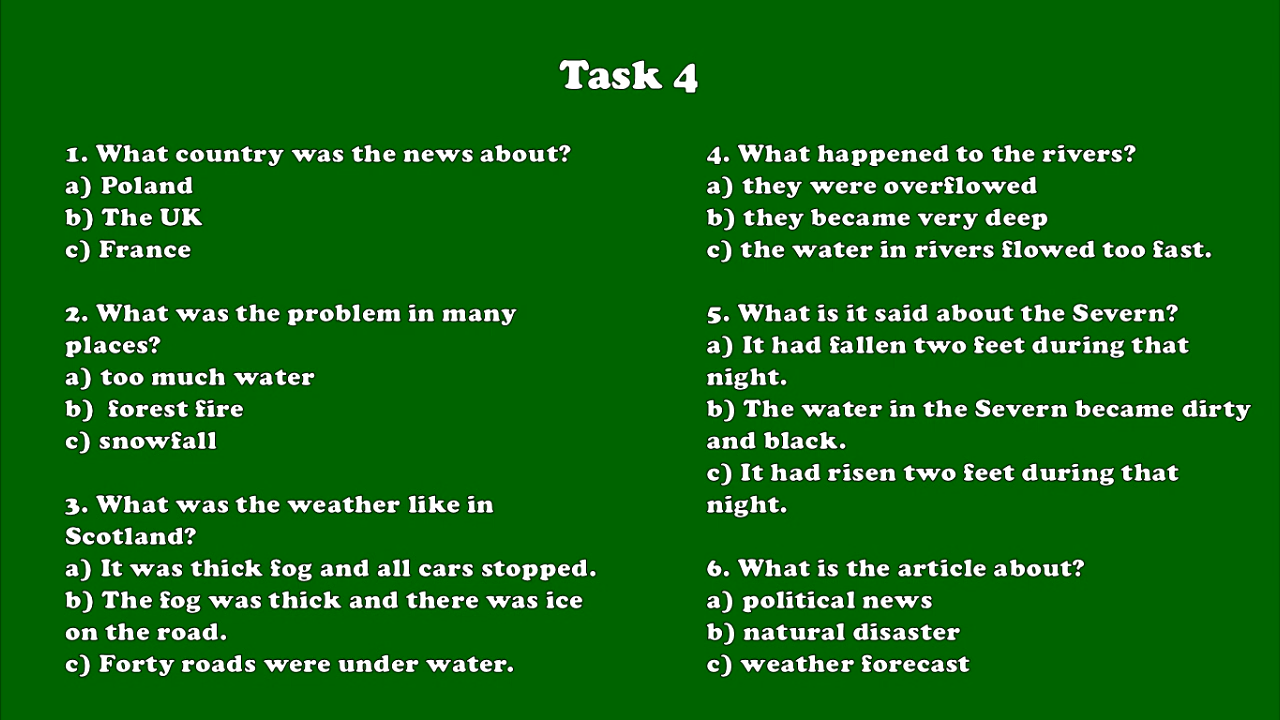 Task 4
1. What country was the news about?
a) Poland
b) The UK
c) France
2. What was the problem in many
places?
a) too much water
b) forest fire
c) snowfall
3. What was the weather like in
Scotland?
a) It was thick fog and all cars stopped.
b) The fog was thick and there was ice
on the road.
c) Forty roads were under water.
4. What happened to the rivers?
a) they were overflowed
b) they became very deep
c) the water in rivers flowed too fast.
5. What is it said about the Severn?
a) It had fallen two feet during that
night.
b) The water in the Severn became dirty
and black.
c) It had risen two feet during that
night.
6. What is the article about?
a) political news
b) natural disaster
c) weather forecast